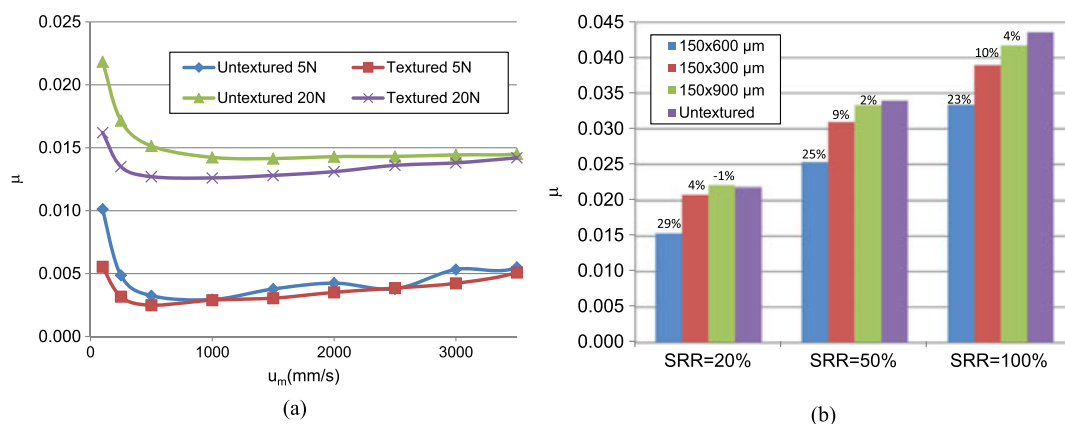 0.025
0.020
0.015
0.010
0.005
0.000
μ
Untextured 5N
Textured 5N
Untextured 20N
Textured 20N
0
1000
2000
3000
um(mm/s)
(a)
0.045
0.040
0.035
0.030
0.025
0.020
0.015
0.010
0.005
0.000
μ
150x600 μm
150x300 μm
150x900 μm
Untextured
29%
4%
-1%
25%
9%
2%
23%
10%
4%
SRR=20%
SRR=50%
SRR=100%
(b)